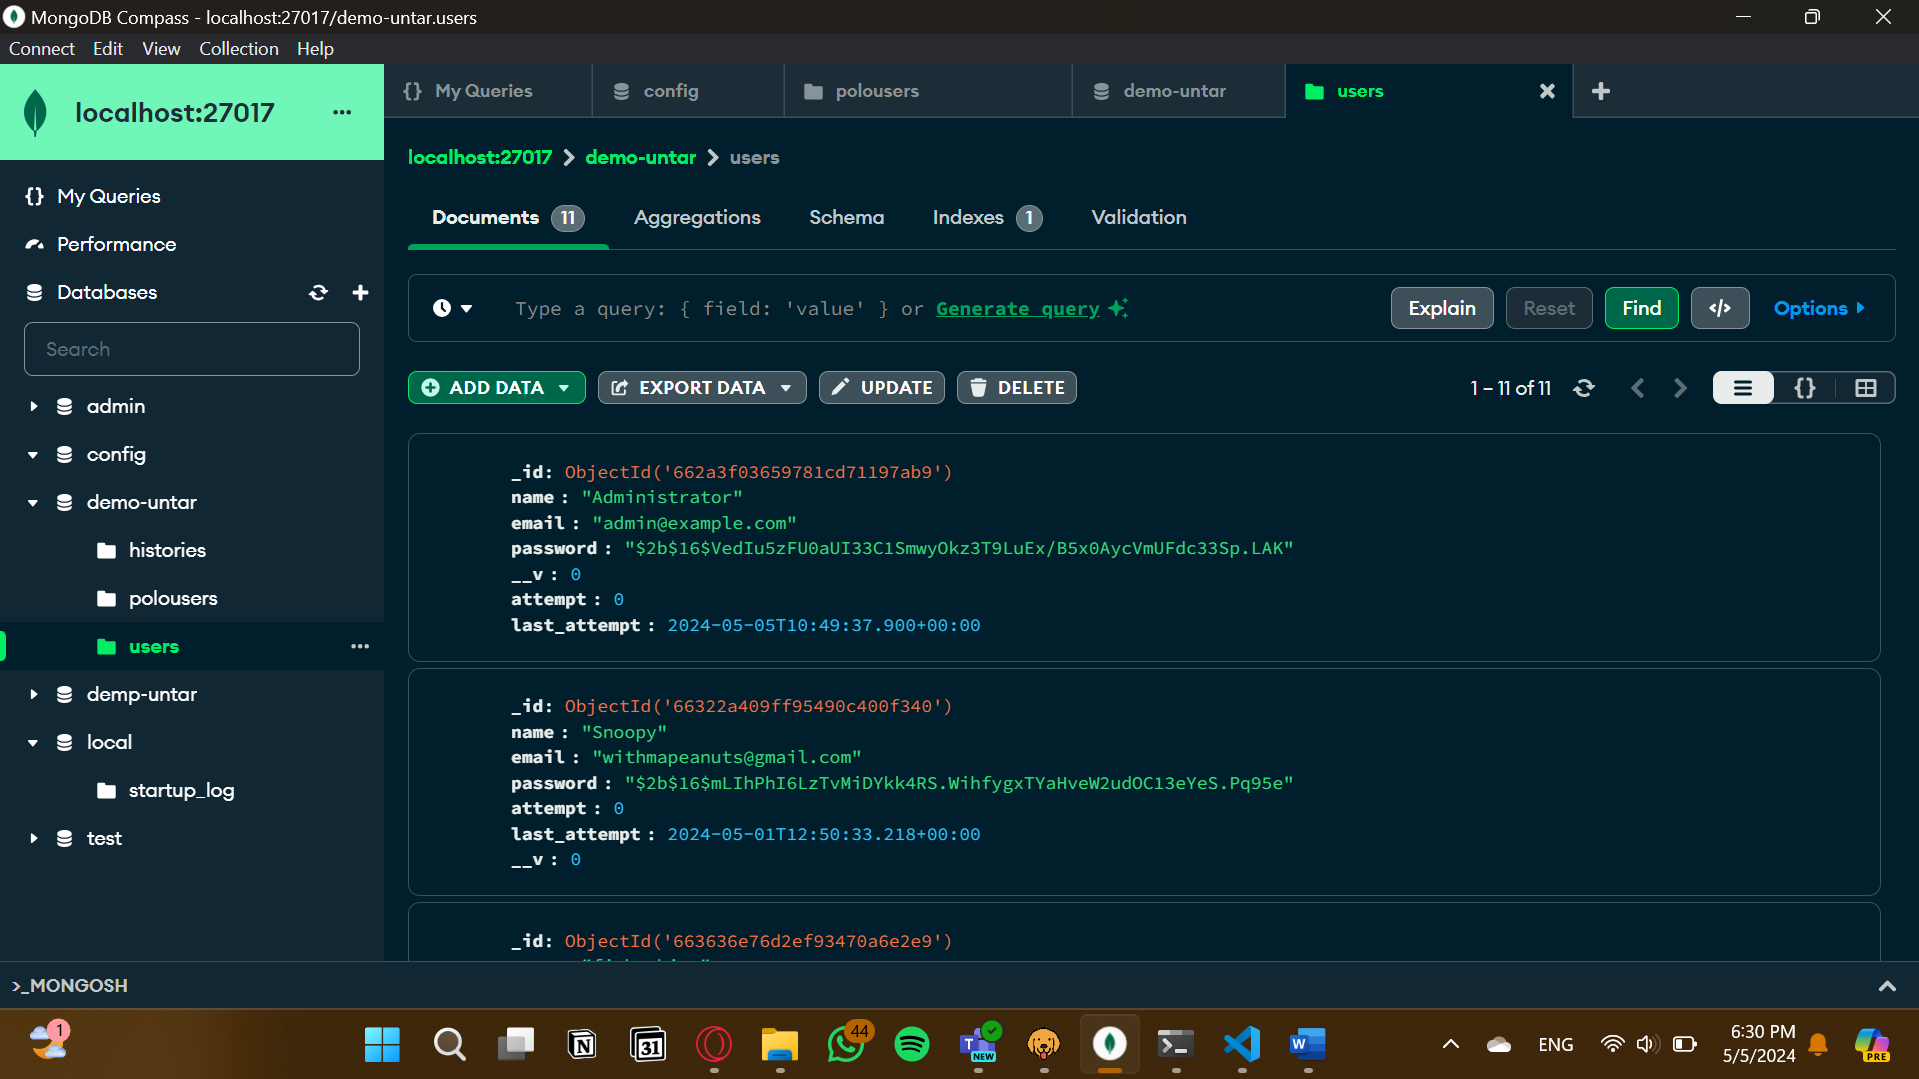 MongoDB Compass - localhost:27017/demo-untar.users
Connect Edit View Collection Help
localhost:27017
My Queries
config
polousers
demo-untar
users
localhost:27017 > demo-untar > users
My Queries
Performance
Databases
Search
admin
config
demo-untar
histories
polousers
users
demp-untar
local
startup_log
test
Documents 11 Aggregations Schema Indexes 1 Validation
Type a query: { field: 'value' } or Generate query
Explain Reset Find </> Options
ADD DATA EXPORT DATA UPDATE DELETE
1 – 11 of 11
_id: ObjectId('662a3f03659781cd71197ab9')
name : "Administrator"
email : "admin@example.com"
password : "$2b$16$VedIu5zFU0aUI33C1SmwyOkz3T9LuEx/B5x0AycVmUFdc33Sp.LAK"
__v : 0
attempt : 0
last_attempt : 2024-05-05T10:49:37.900+00:00
_id: ObjectId('66322a409ff95490c400f340')
name : "Snoopy"
email : "withmapeanuts@gmail.com"
password : "$2b$16$mLIhPhI6LzTvMiDYkk4RS.WihfygxTYaHveW2udOC13eYeS.Pq95e"
attempt : 0
last_attempt : 2024-05-01T12:50:33.218+00:00
__v : 0
_id: ObjectId('663636e76d2ef93470a6e2e9')
>_MONGOSH
1
31
44
NEW
ENG
6:30 PM
5/5/2024
PRE